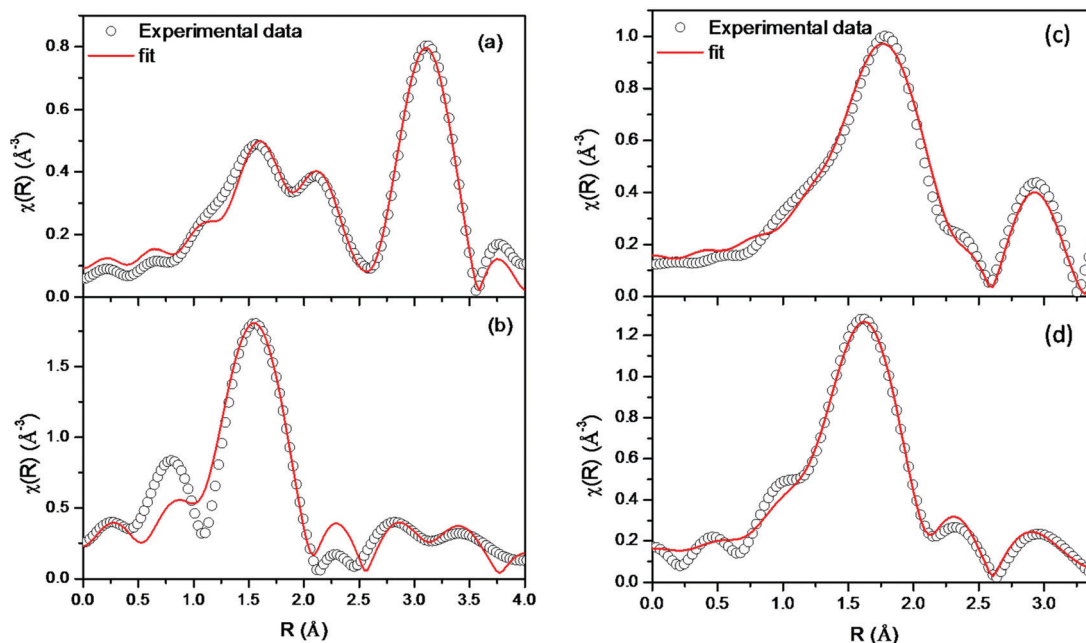 Experimental data
fit
(a)
0.8
0.6
0.4
0.2
0.0
χ(R) (Å⁻³)
(b)
1.75
1.0
0.5
0.0
χ(R) (Å⁻³)
0.0 0.5 1.0 1.5 2.0 2.5 3.0 3.5 4.0
R (Å)
Experimental data
fit
(c)
1.0
0.8
0.6
0.4
0.2
0.0
χ(R) (Å⁻³)
(d)
1.2
1.0
0.8
0.6
0.4
0.2
0.0
χ(R) (Å⁻³)
0.0 0.5 1.0 1.5 2.0 2.5 3.0
R (Å)